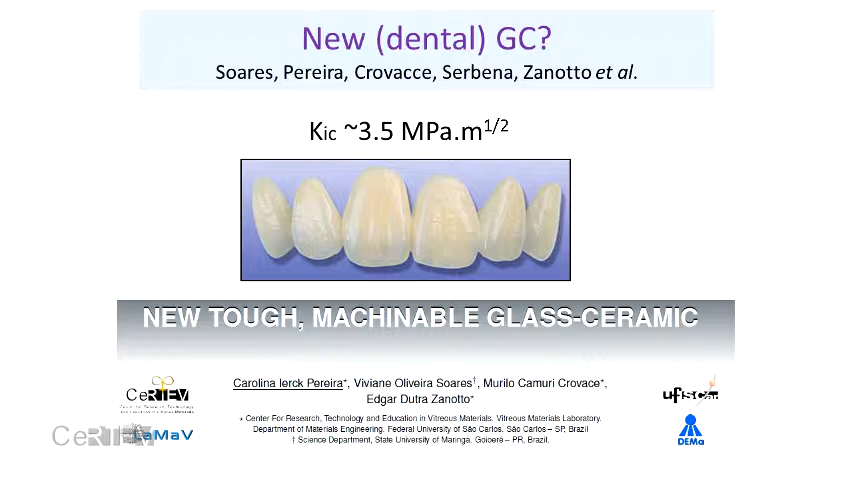 New (dental) GC?
Soares, Pereira, Crovacce, Serbena, Zanotto et al.
KIC ~3.5 MPa.m1/2
NEW TOUGH, MACHINABLE GLASS-CERAMIC
Carolina Ierck Pereira*, Viviane Oliveira Soares†, Murilo Camuri Crovace*,
Edgar Dutra Zanotto*
* Center For Research, Technology and Education in Vitreous Materials. Vitreous Materials Laboratory.
Department of Materials Engineering. Federal University of São Carlos. São Carlos – SP, Brazil
† Science Department, State University of Maringá. Goioerê – PR, Brazil.
CeRTEV
LaMaV
CeRTEV
ufscar
DEMa